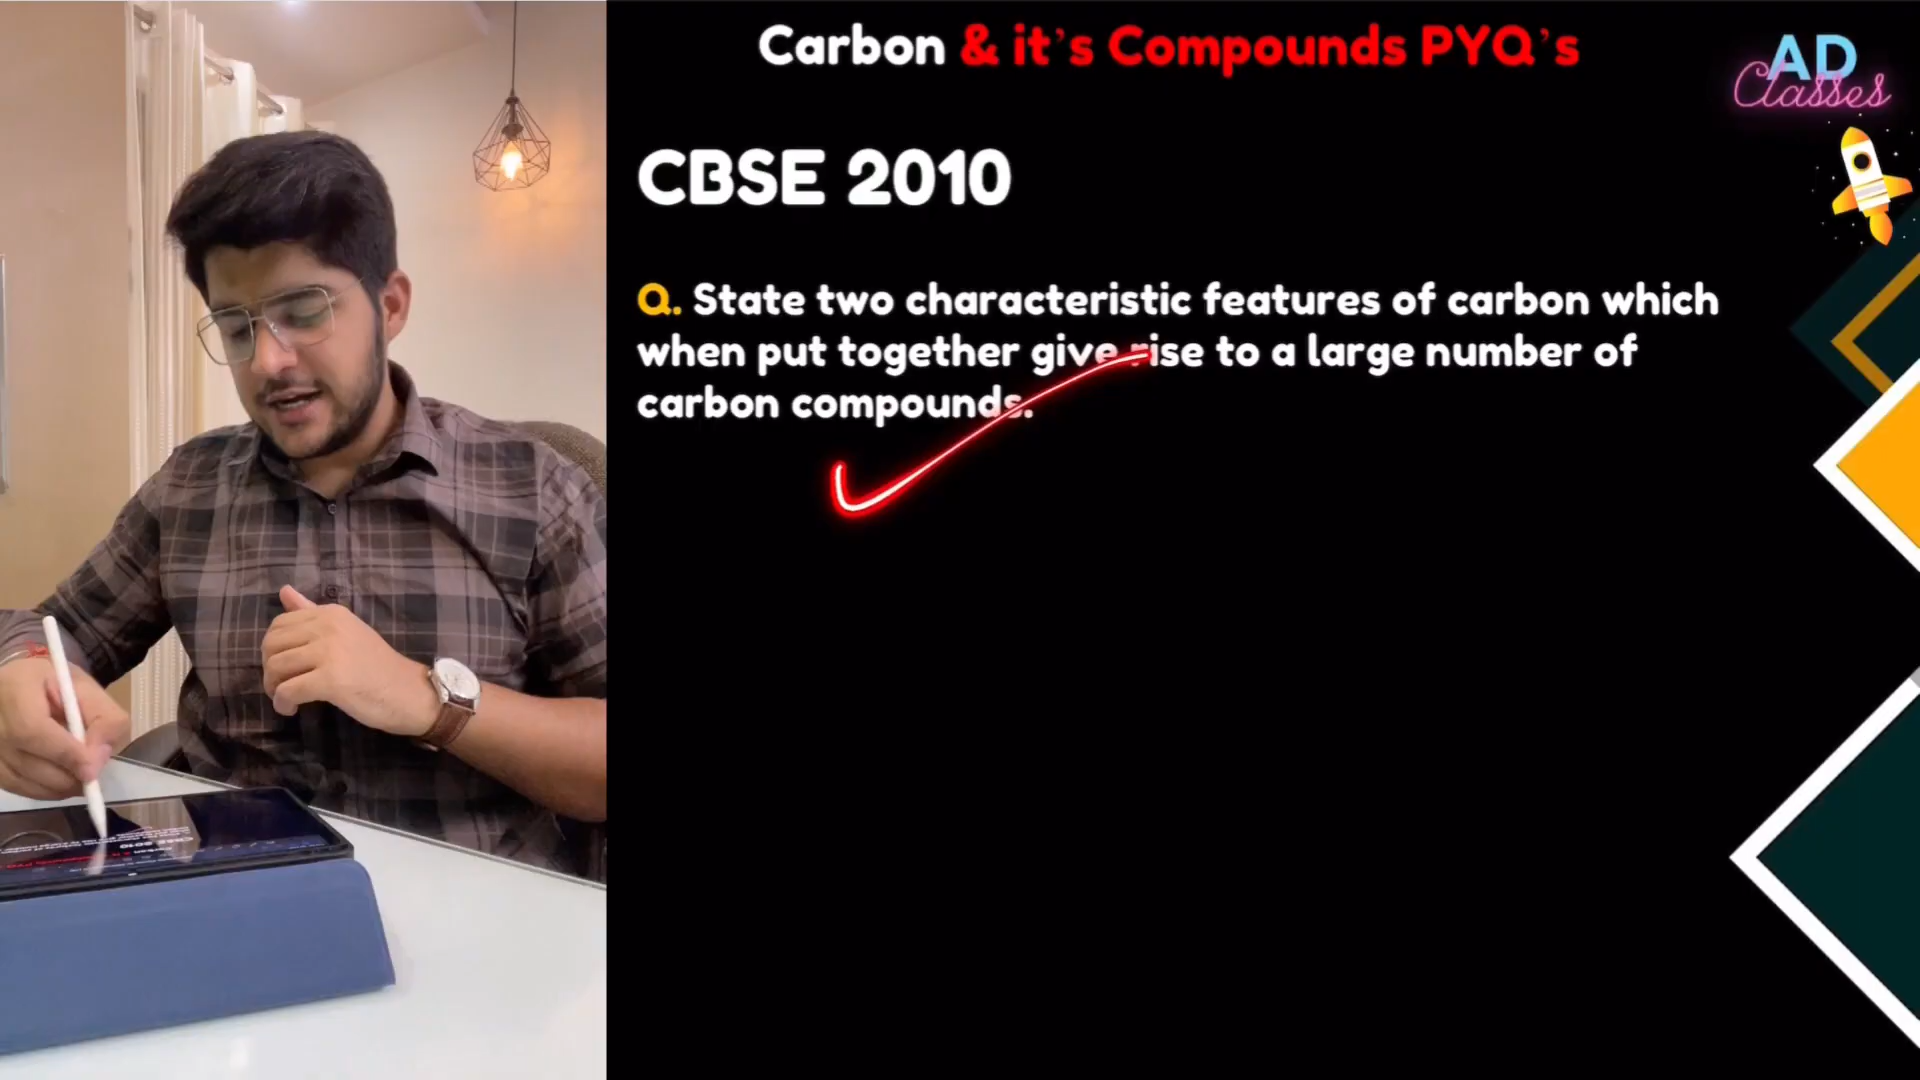 Carbon & it's Compounds PYQ's
AD
Classes
CBSE 2010
Q. State two characteristic features of carbon which
when put together give rise to a large number of
carbon compounds.